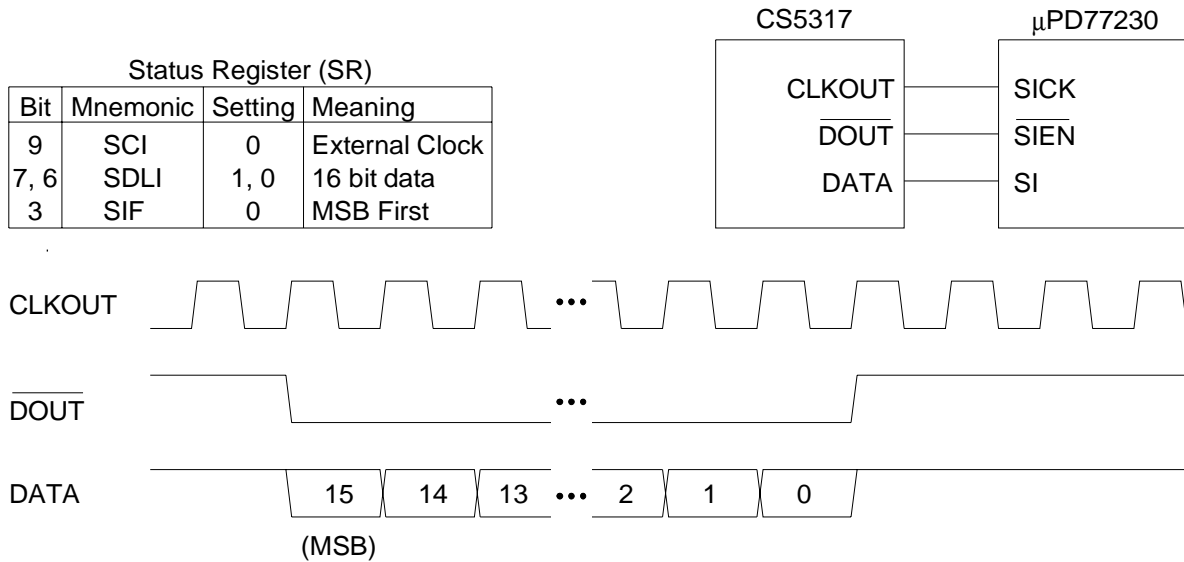 CS5317
µPD77230
Status Register (SR)
Bit Mnemonic Setting Meaning
9 SCI 0 External Clock
7, 6 SDLI 1, 0 16 bit data
3 SIF 0 MSB First
CLKOUT SICK
DOUT SIEN
DATA SI
CLKOUT
DOUT
DATA 15 14 13 2 1 0
(MSB)